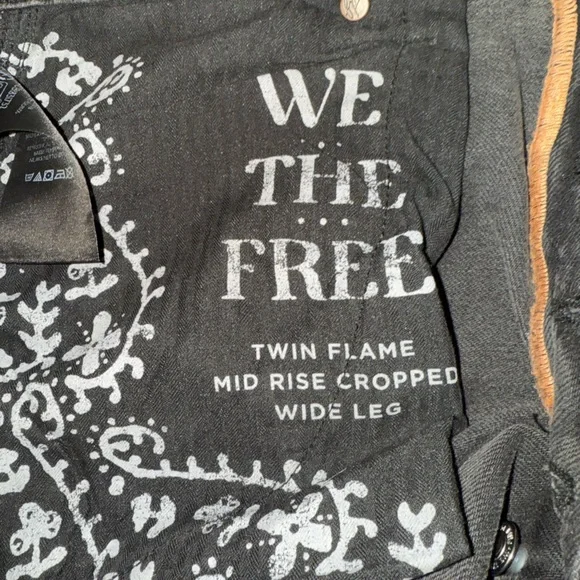 WE
THE
FREE
TWIN FLAME
MID RISE CROPPED
WIDE LEG